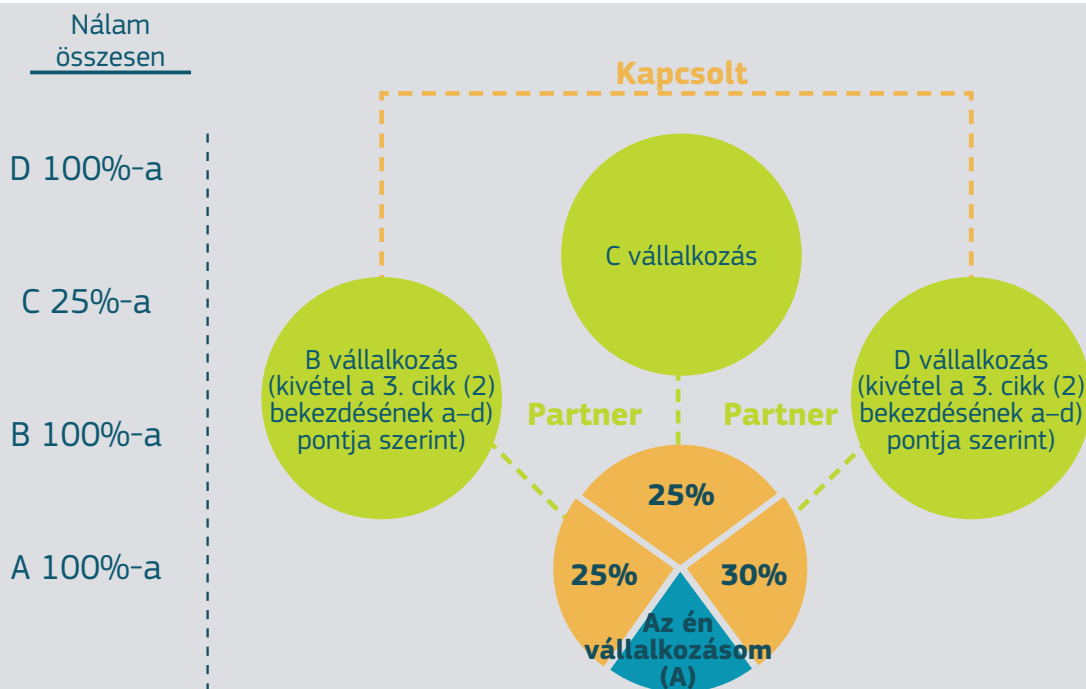 Nálam
összesen
D 100%-a
C 25%-a
B 100%-a
A 100%-a
Kapcsolt
C vállalkozás
B vállalkozás
(kivétel a 3. cikk (2)
bekezdésének a–d)
pontja szerint)
D vállalkozás
(kivétel a 3. cikk (2)
bekezdésének a–d)
pontja szerint)
Partner
Partner
25%
25%
30%
Az én
vállalkozásom
(A)